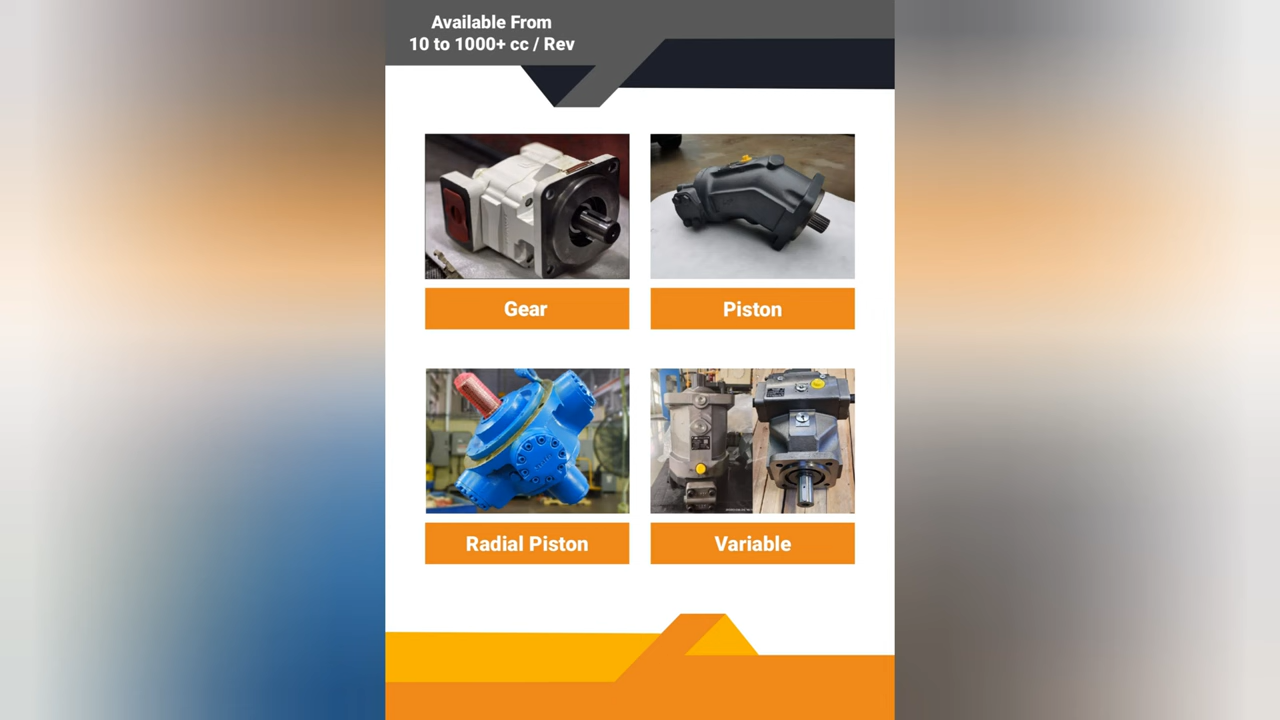 Available From
10 to 1000+ cc / Rev
Gear
Piston
Radial Piston
Variable